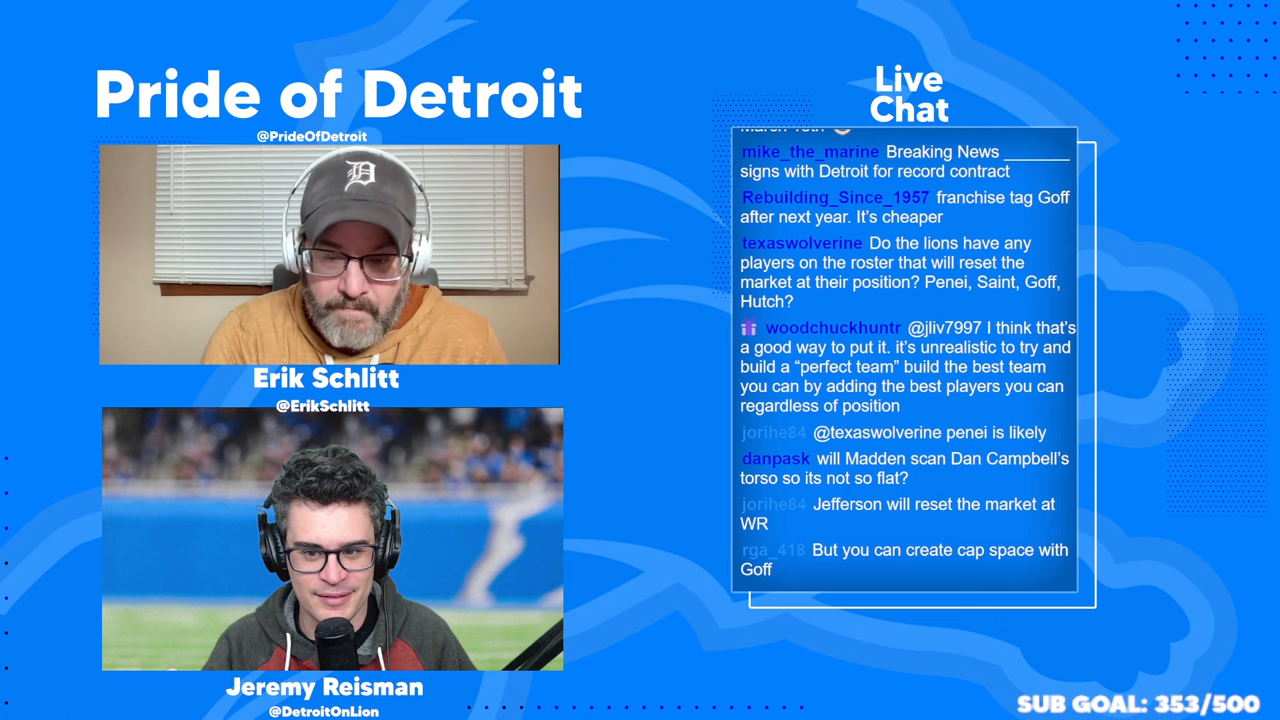 Pride of Detroit
@PrideOfDetroit
D
Erik Schlitt
@ErikSchlitt
Jeremy Reisman
@DetroitOnLion
Live
Chat
mike_the_marine Breaking News _______
signs with Detroit for record contract
Rebuilding_Since_1957 franchise tag Goff
after next year. It's cheaper
texaswolverine Do the lions have any
players on the roster that will reset the
market at their position? Penei, Saint, Goff,
Hutch?
woodchuckhuntr @jliv7997 I think that's
a good way to put it. it's unrealistic to try and
build a “perfect team” build the best team
you can by adding the best players you can
regardless of position
jorihe84 @texaswolverine penei is likely
danpask will Madden scan Dan Campbell's
torso so its not so flat?
jorihe84 Jefferson will reset the market at
WR
rga_418 But you can create cap space with
Goff
SUB GOAL: 353/500